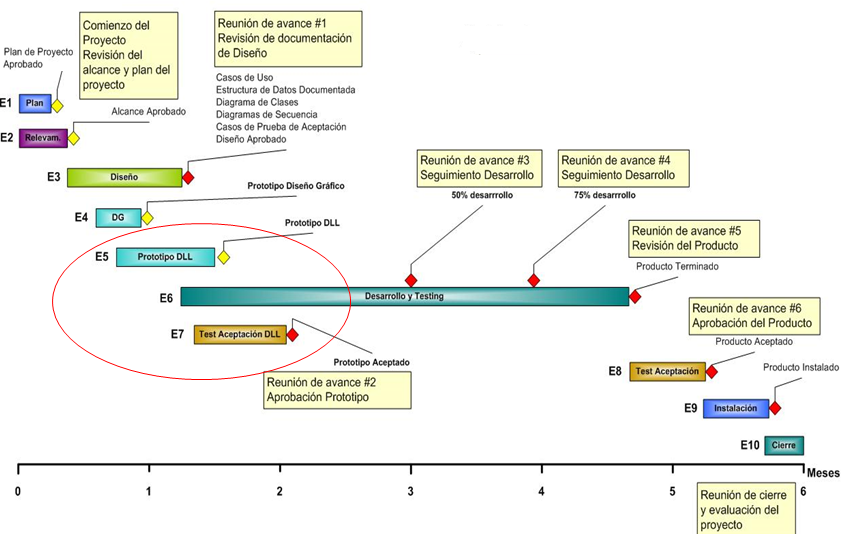 Comienzo del
Proyecto
Revisión del
alcance y plan del
proyecto
Reunión de avance #1
Revisión de documentación
de Diseño
Plan de Proyecto
Aprobado
Casos de Uso
Estructura de Datos Documentada
Diagrama de Clases
Diagramas de Secuencia
Casos de Prueba de Aceptación
Diseño Aprobado
E1 Plan
Alcance Aprobado
E2 Relevam.
E3 Diseño
Reunión de avance #3
Seguimiento Desarrollo
50% desarrrollo
Reunión de avance #4
Seguimiento Desarrollo
75% desarrrollo
Prototipo Diseño Gráfico
E4 DG
Prototipo DLL
E5 Prototipo DLL
Reunión de avance #5
Revisión del Producto
Producto Terminado
E6 Desarrollo y Testing
E7 Test Aceptación DLL
Prototipo Aceptado
Reunión de avance #2
Aprobación Prototipo
Reunión de avance #6
Aprobación del Producto
Producto Aceptado
E8 Test Aceptación
Producto Instalado
E9 Instalación
E10 Cierre
Meses
0 1 2 3 4 5 6
Reunión de cierre
y evaluación del
proyecto